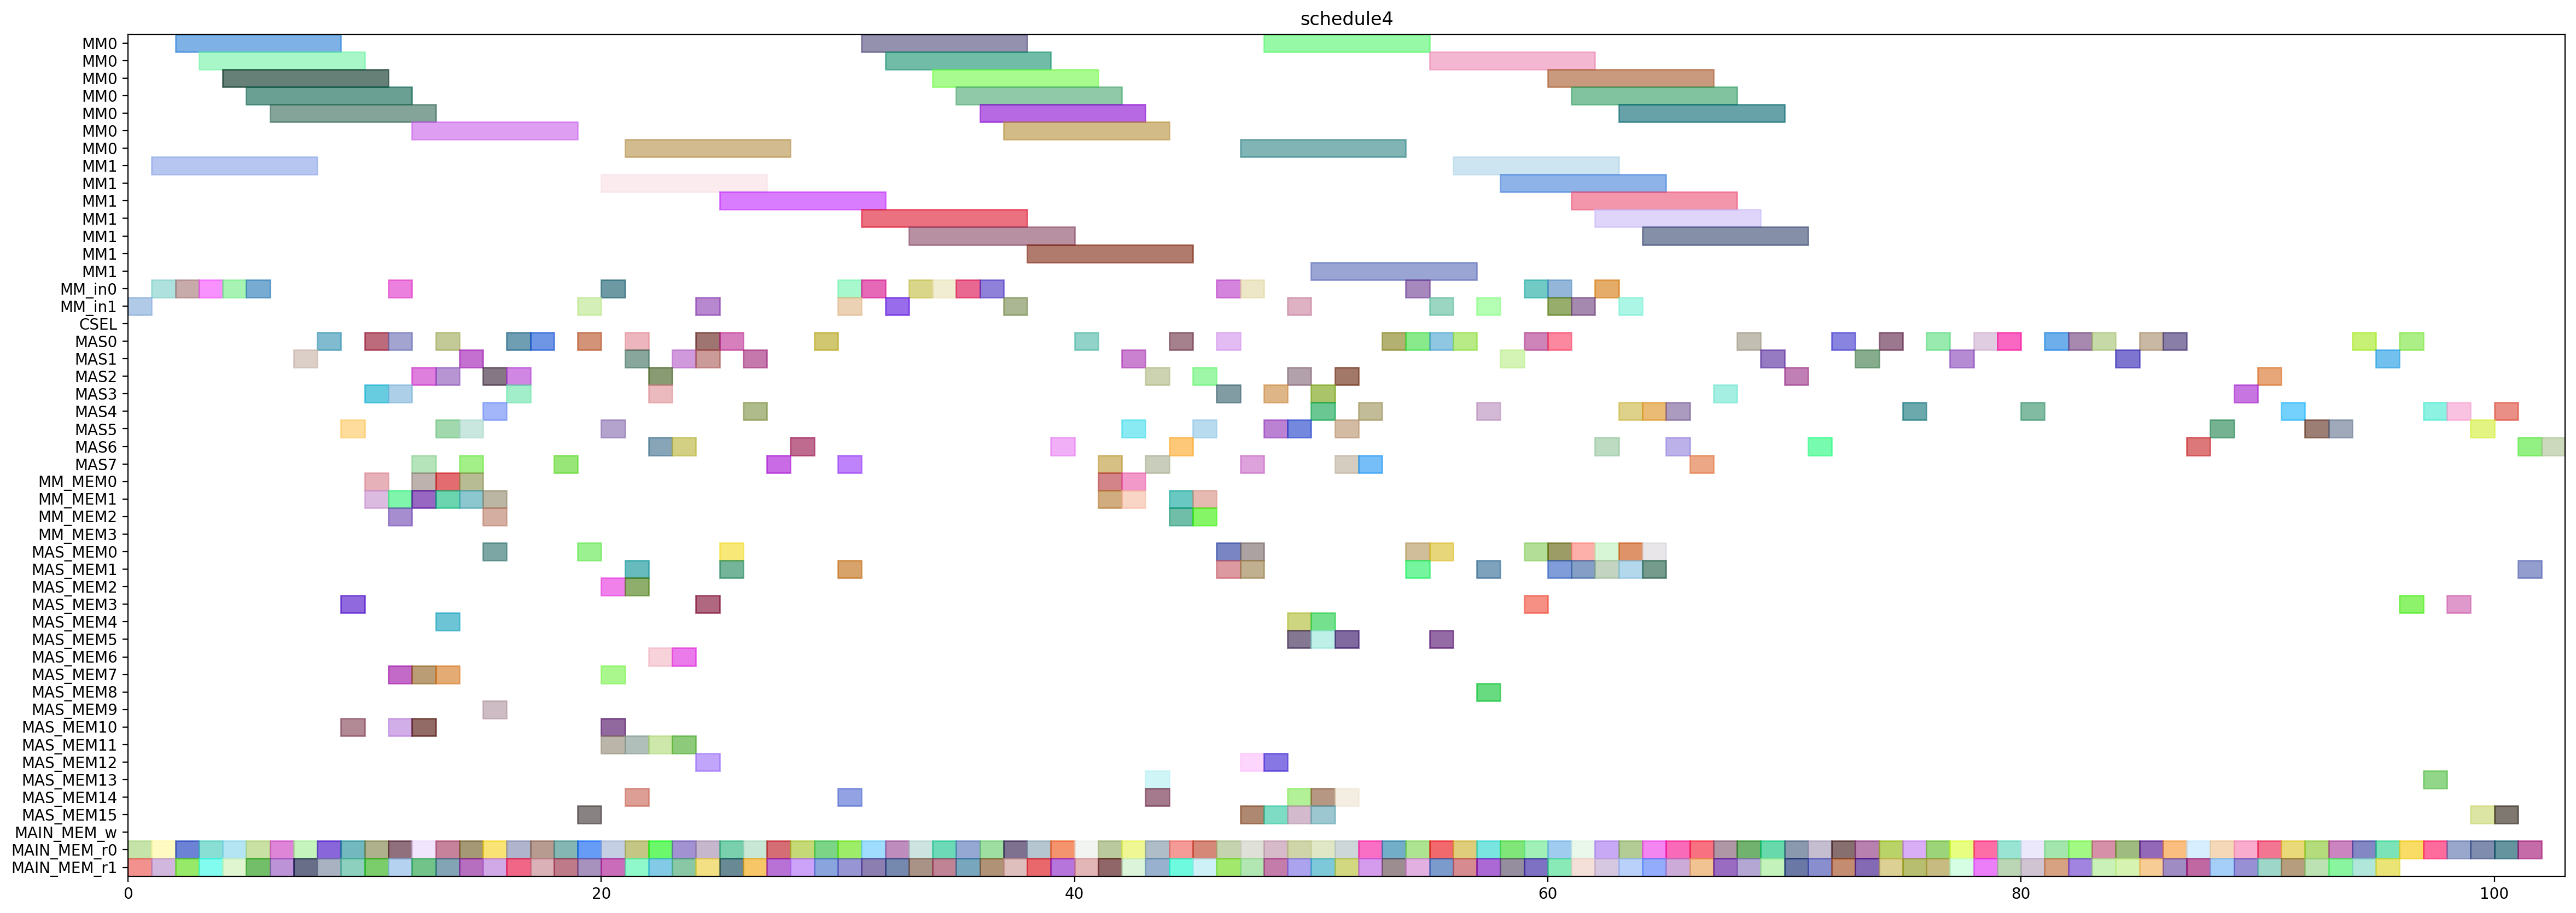 schedule4
MM0
MM0
MM0
MM0
MM0
MM0
MM0
MM1
MM1
MM1
MM1
MM1
MM1
MM1
MM_in0
MM_in1
CSEL
MAS0
MAS1
MAS2
MAS3
MAS4
MAS5
MAS6
MAS7
MM_MEM0
MM_MEM1
MM_MEM2
MM_MEM3
MAS_MEM0
MAS_MEM1
MAS_MEM2
MAS_MEM3
MAS_MEM4
MAS_MEM5
MAS_MEM6
MAS_MEM7
MAS_MEM8
MAS_MEM9
MAS_MEM10
MAS_MEM11
MAS_MEM12
MAS_MEM13
MAS_MEM14
MAS_MEM15
MAIN_MEM_w
MAIN_MEM_r0
MAIN_MEM_r1
0 20 40 60 80 100